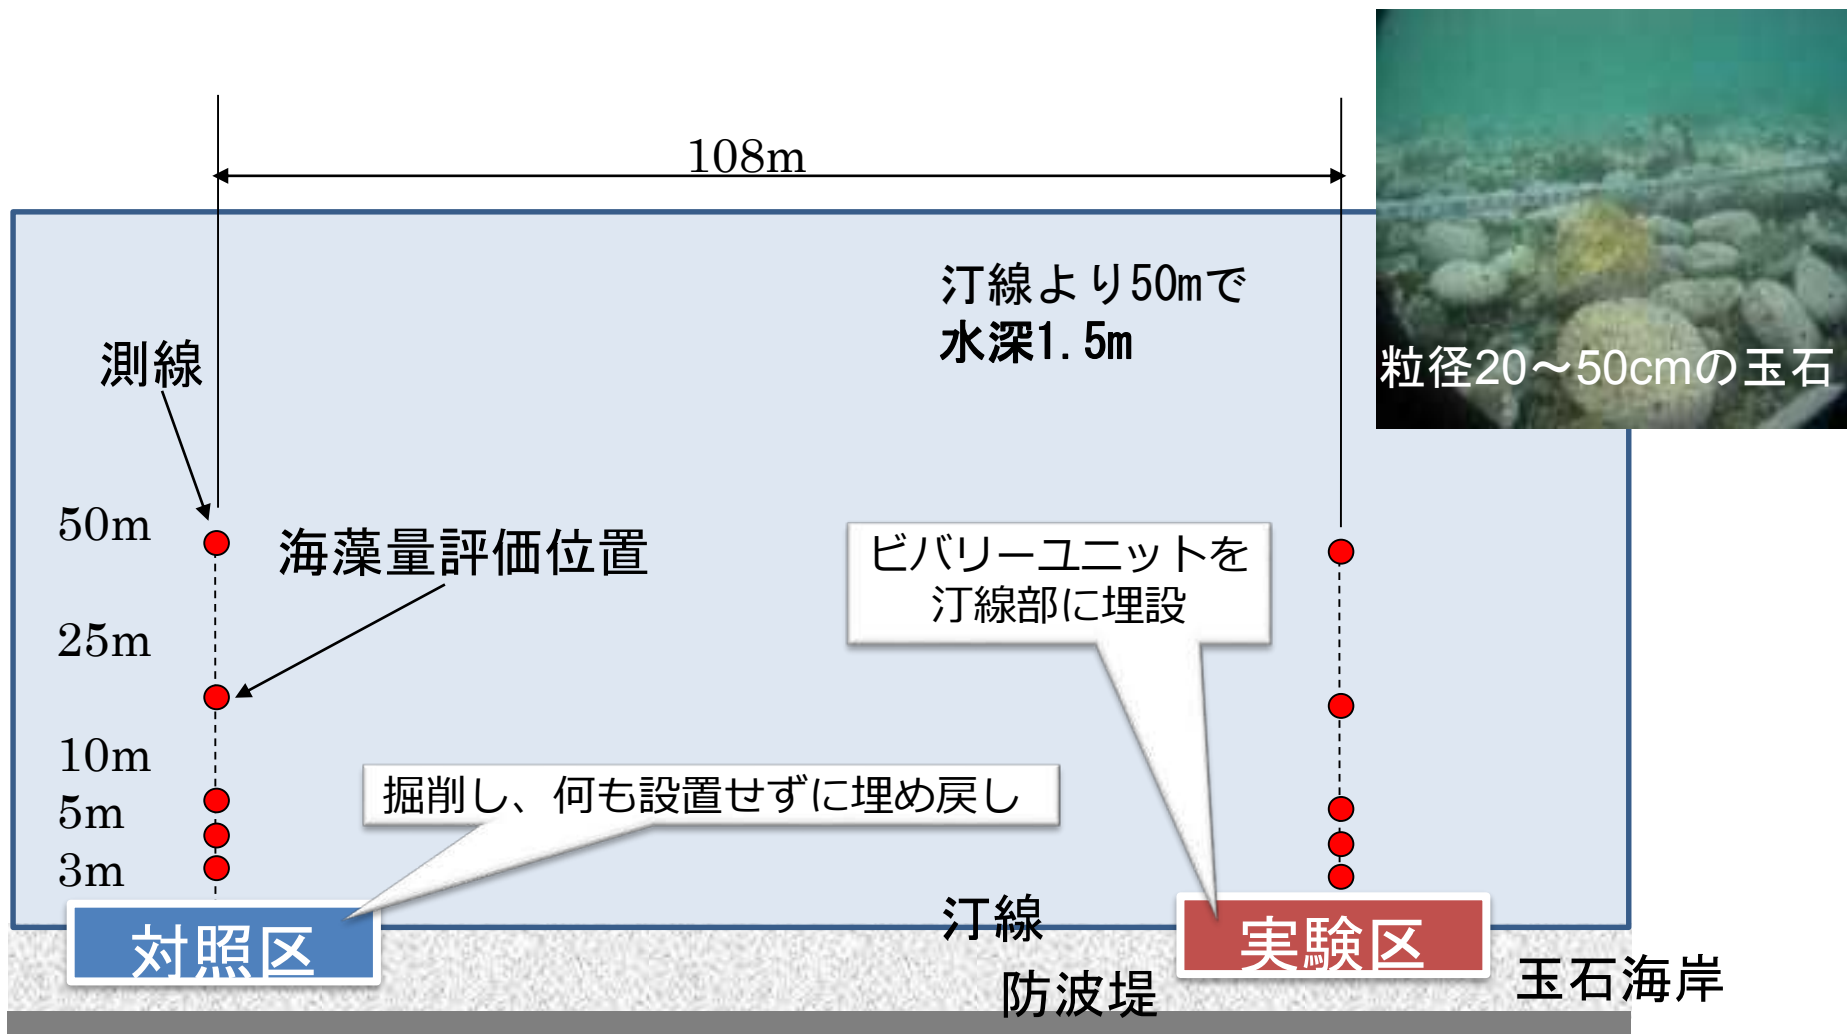 108m
汀線より50mで
水深1.5m
粒径20～50cmの玉石
測線
50m
海藻量評価位置
ビバリーユニットを
汀線部に埋設
25m
10m
掘削し、何も設置せずに埋め戻し
5m
3m
対照区
汀線
実験区
防波堤
玉石海岸